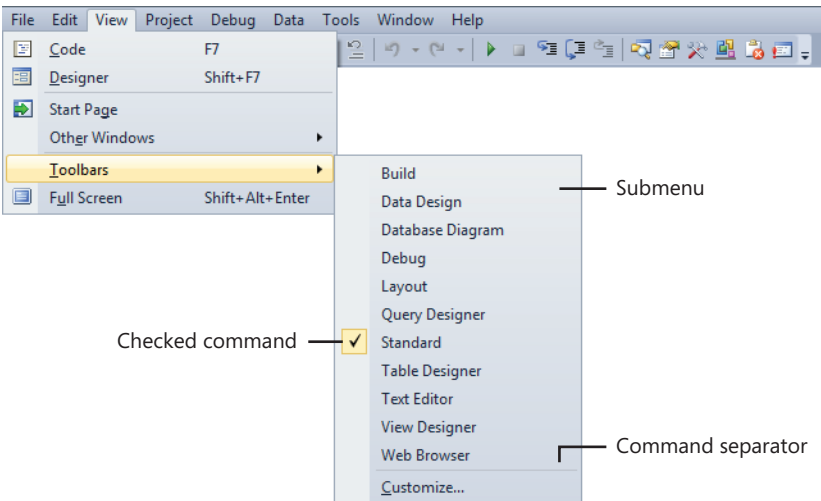 File Edit View Project Debug Data Tools Window Help
Code F7
Designer Shift+F7
Start Page
Other Windows
Toolbars
Full Screen Shift+Alt+Enter
Build
Submenu
Data Design
Database Diagram
Debug
Layout
Query Designer
Checked command
Standard
Table Designer
Text Editor
View Designer
Command separator
Web Browser
Customize...